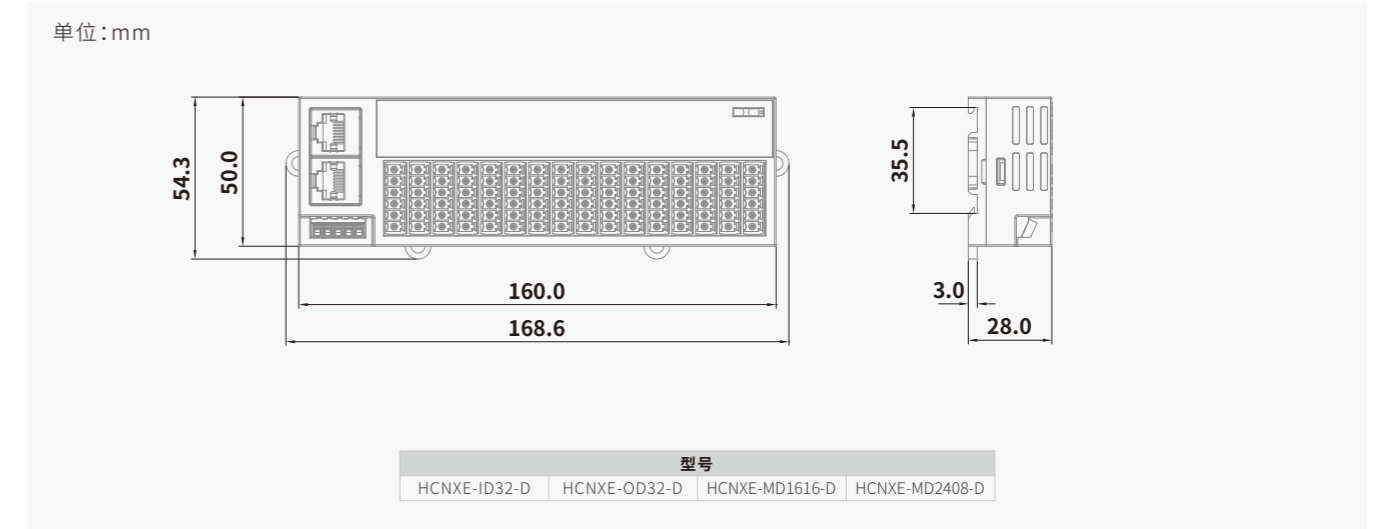 单位：mm
54.3
50.0
160.0
168.6
35.5
3.0
28.0
型号
HCNXE-ID32-D HCNXE-OD32-D HCNXE-MD1616-D HCNXE-MD2408-D